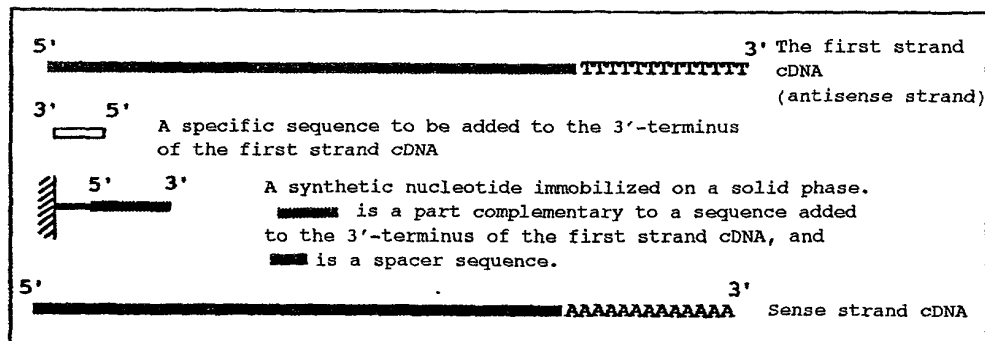 5' 3' The first strand
TTTTTTTTTTTTT cDNA
(antisense strand)
3' 5' A specific sequence to be added to the 3'-terminus
of the first strand cDNA
5' 3' A synthetic nucleotide immobilized on a solid phase.
is a part complementary to a sequence added
to the 3'-terminus of the first strand cDNA, and
is a spacer sequence.
5' 3'
AAAAAAAAAAAAA Sense strand cDNA